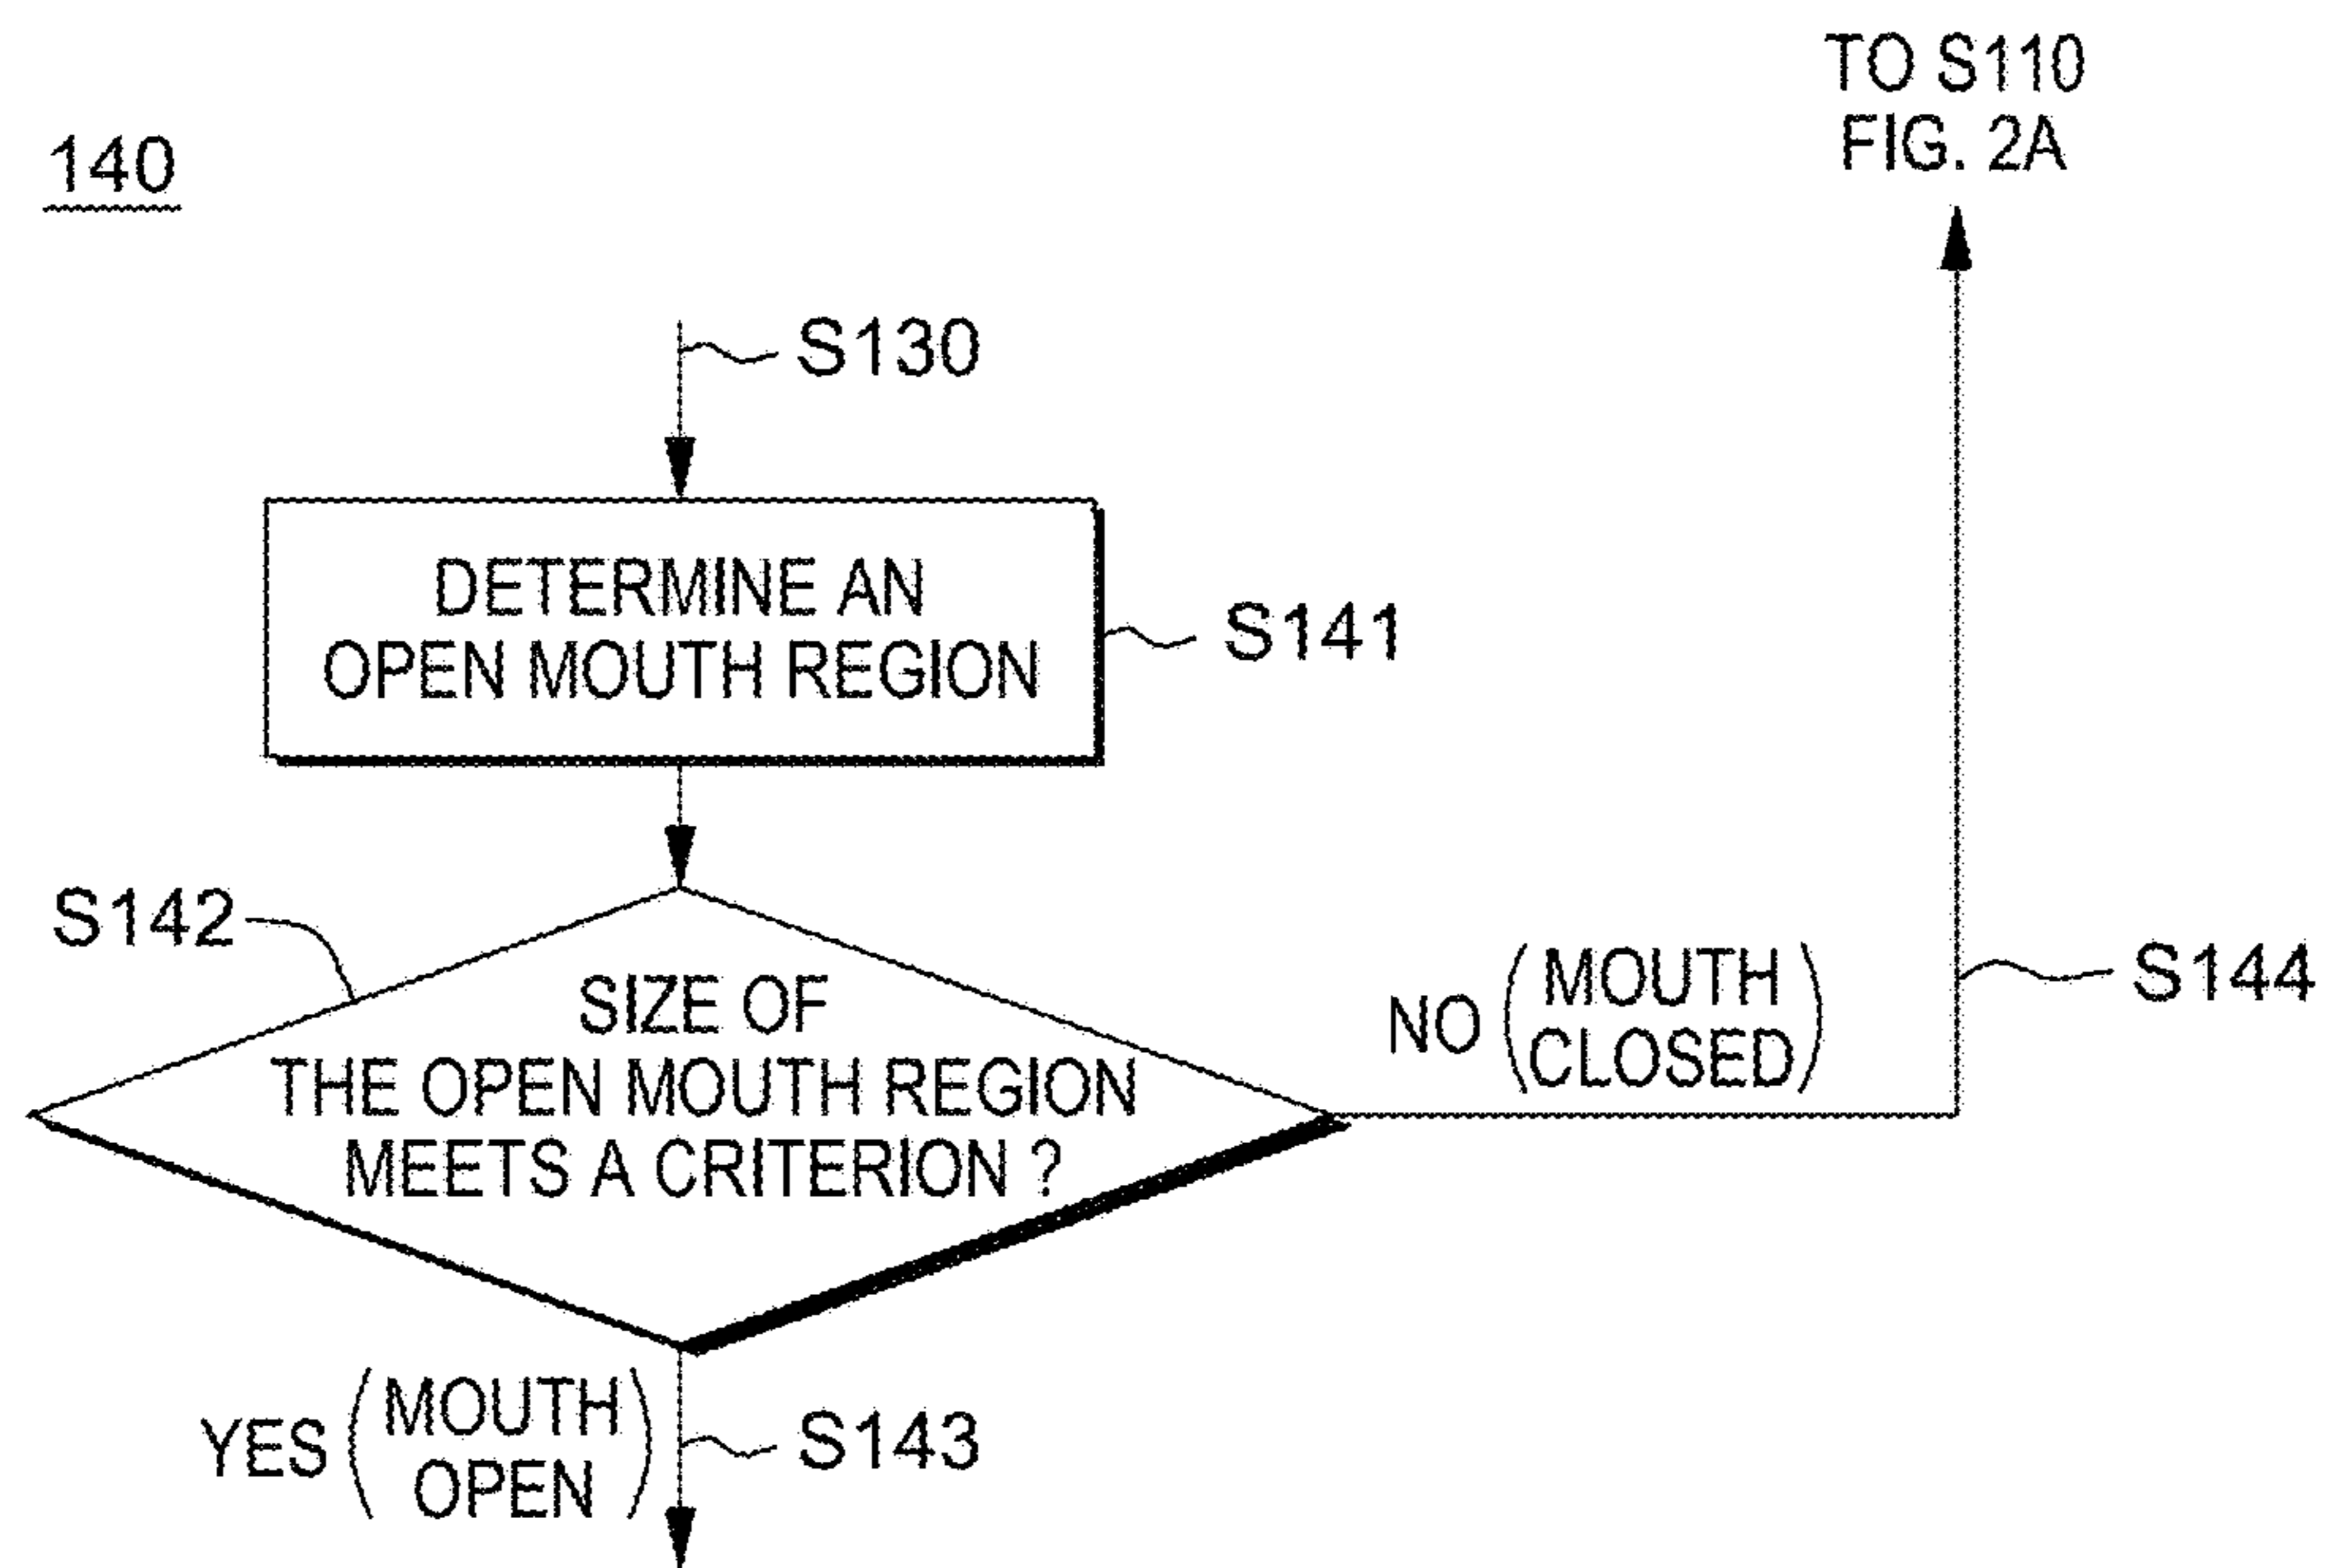 TO S110
FIG. 2A
140
S130
DETERMINE AN
OPEN MOUTH REGION
S141
S142
SIZE OF
THE OPEN MOUTH REGION
MEETS A CRITERION ?
NO (MOUTH
CLOSED)
S144
YES (MOUTH
OPEN)
S143